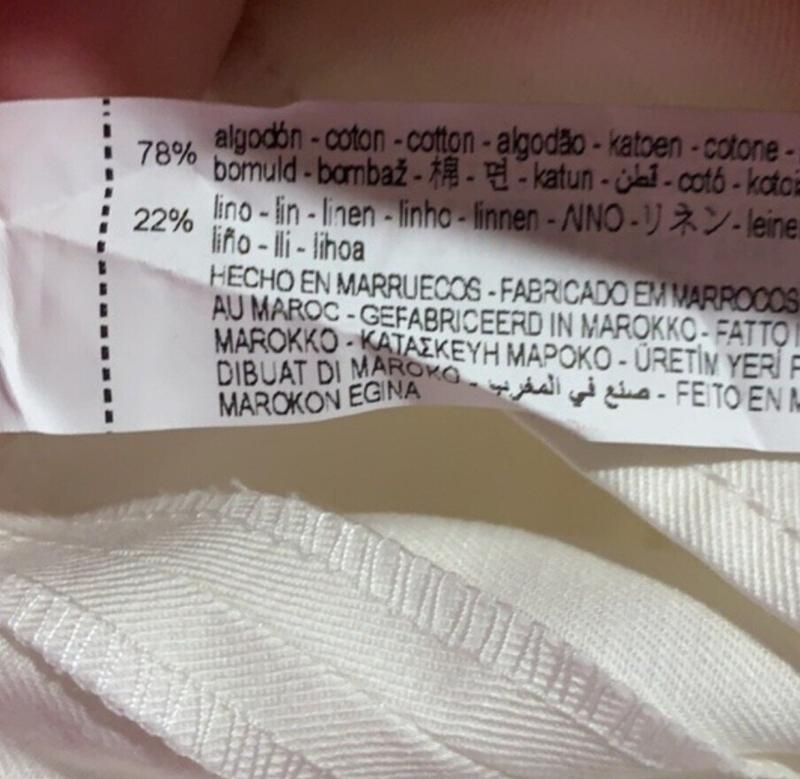 78% algodón - coton - cotton - algodão - katoen - cotone -
bomuld - bombaž - 棉 - 면 - katun - قطن - cotó - kotoi
22% lino - lin - linen - linho - linnen - ΛΙΝΟ - リネン - leine
liño - lli - lihoa
HECHO EN MARRUECOS - FABRICADO EM MARROCOS
AU MAROC - GEFABRICEERD IN MAROKKO - FATTO I
MAROKKO - ΚΑΤΑΣΚΕΥΗ ΜΑΡΟΚΟ - ÜRETİM YERİ F
DIBUAT DI MAROKO - صنع في المغرب - FEITO EN M
MAROKON EGINA